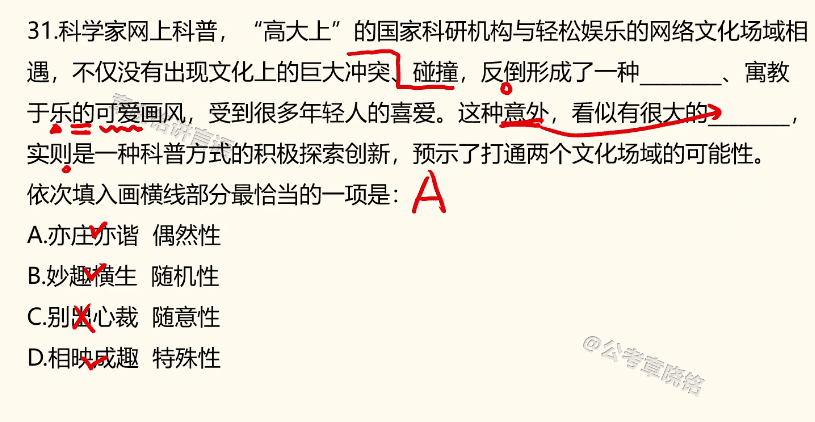 31.科学家网上科普，“高大上”的国家科研机构与轻松娱乐的网络文化场域相
遇，不仅没有出现文化上的巨大冲突、碰撞，反倒形成了一种_______、寓教
于乐的可爱画风，受到很多年轻人的喜爱。这种意外，看似有很大的_______，
实则是一种科普方式的积极探索创新，预示了打通两个文化场域的可能性。
依次填入画横线部分最恰当的一项是：A
A.亦庄亦谐 偶然性
B.妙趣横生 随机性
C.别出心裁 随意性
D.相映成趣 特殊性
@公考章晓铭